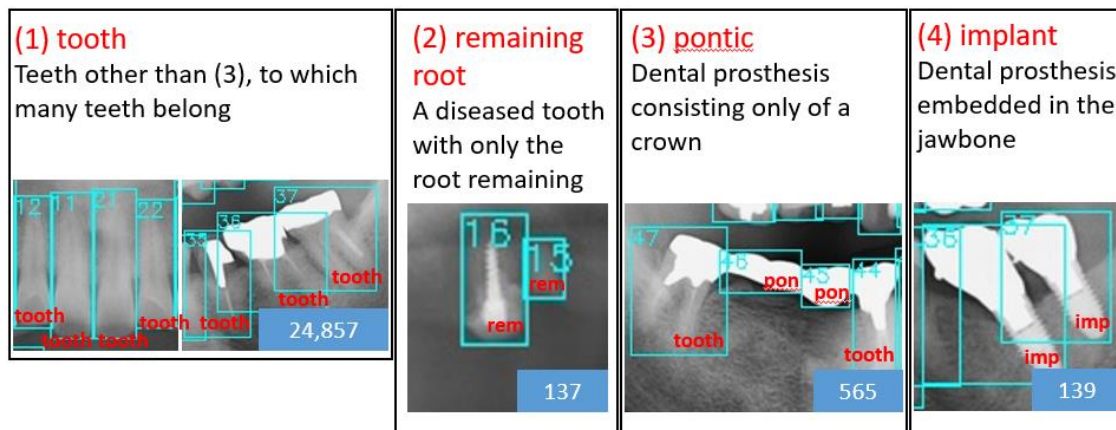 (1) tooth
Teeth other than (3), to which
many teeth belong
12
11
21
22
tooth
tooth
tooth
tooth
35
36
37
tooth
tooth
tooth
24,857
(2) remaining
root
A diseased tooth
with only the
root remaining
16
15
rem
rem
137
(3) pontic
Dental prosthesis
consisting only of a
crown
47
46
45
44
pon
pon
tooth
tooth
565
(4) implant
Dental prosthesis
embedded in the
jawbone
36
37
imp
imp
139